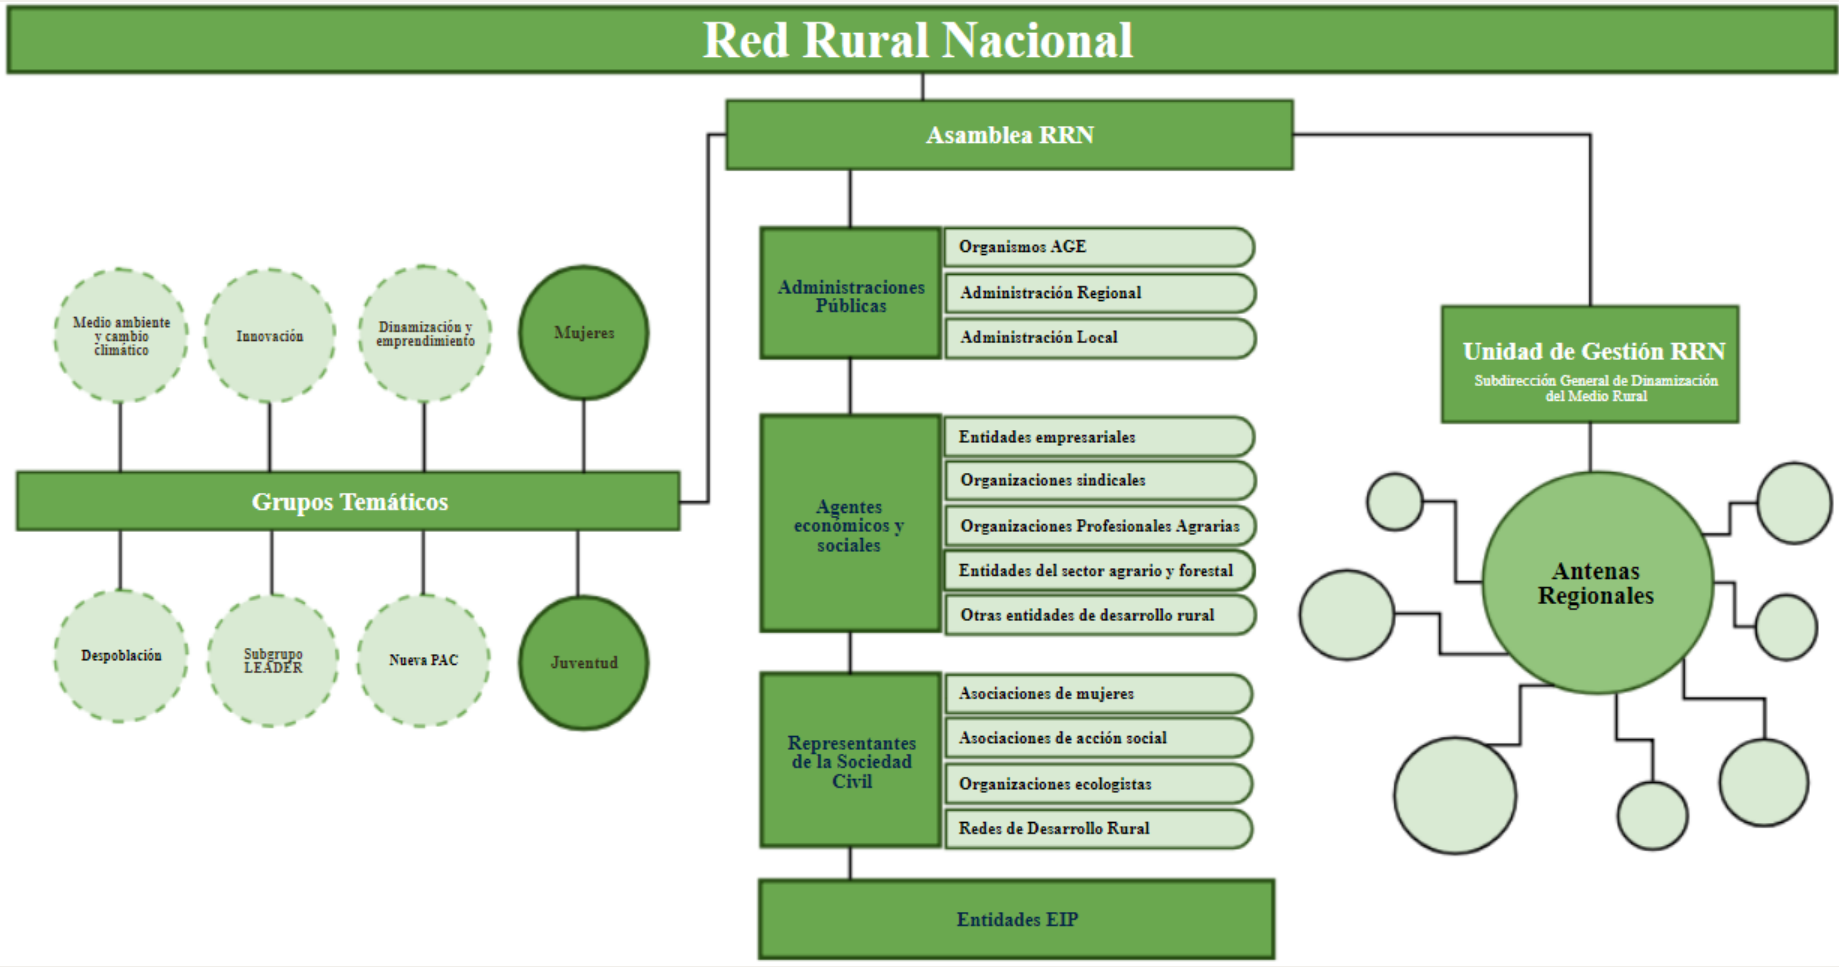 Red Rural Nacional
Asamblea RRN
Medio ambiente
y cambio
climático
Innovación
Dinamización y
emprendimiento
Mujeres
Grupos Temáticos
Despoblación
Subgrupo
LEADER
Nueva PAC
Juventud
Administraciones
Públicas
Organismos AGE
Administración Regional
Administración Local
Agentes
económicos y
sociales
Entidades empresariales
Organizaciones sindicales
Organizaciones Profesionales Agrarias
Entidades del sector agrario y forestal
Otras entidades de desarrollo rural
Representantes
de la Sociedad
Civil
Asociaciones de mujeres
Asociaciones de acción social
Organizaciones ecologistas
Redes de Desarrollo Rural
Entidades EIP
Unidad de Gestión RRN
Subdirección General de Dinamización
del Medio Rural
Antenas
Regionales